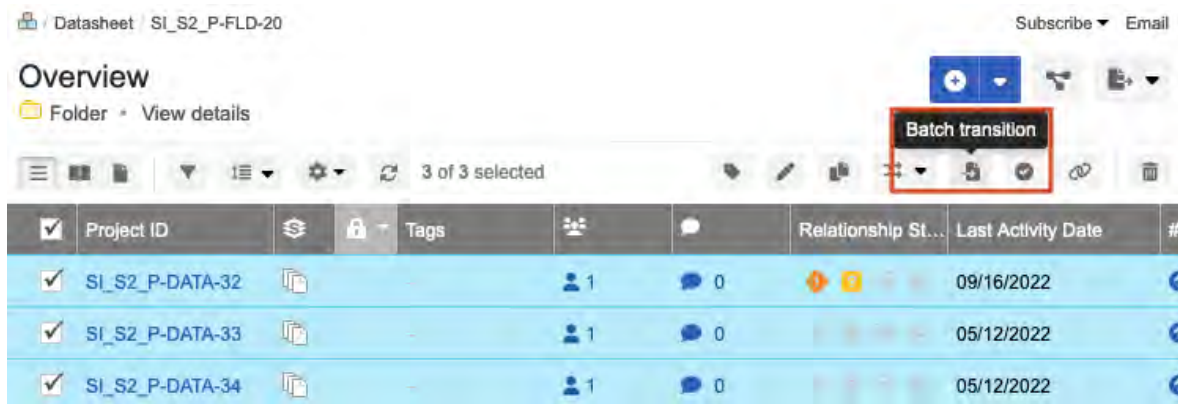 Datasheet SI_S2_P-FLD-20
Subscribe Email
Overview
Folder • View details
Batch transition
3 of 3 selected
Project ID Tags Relationship St... Last Activity Date #
SI_S2_P-DATA-32 1 0 09/16/2022
SI_S2_P-DATA-33 1 0 05/12/2022
SI_S2_P-DATA-34 1 0 05/12/2022